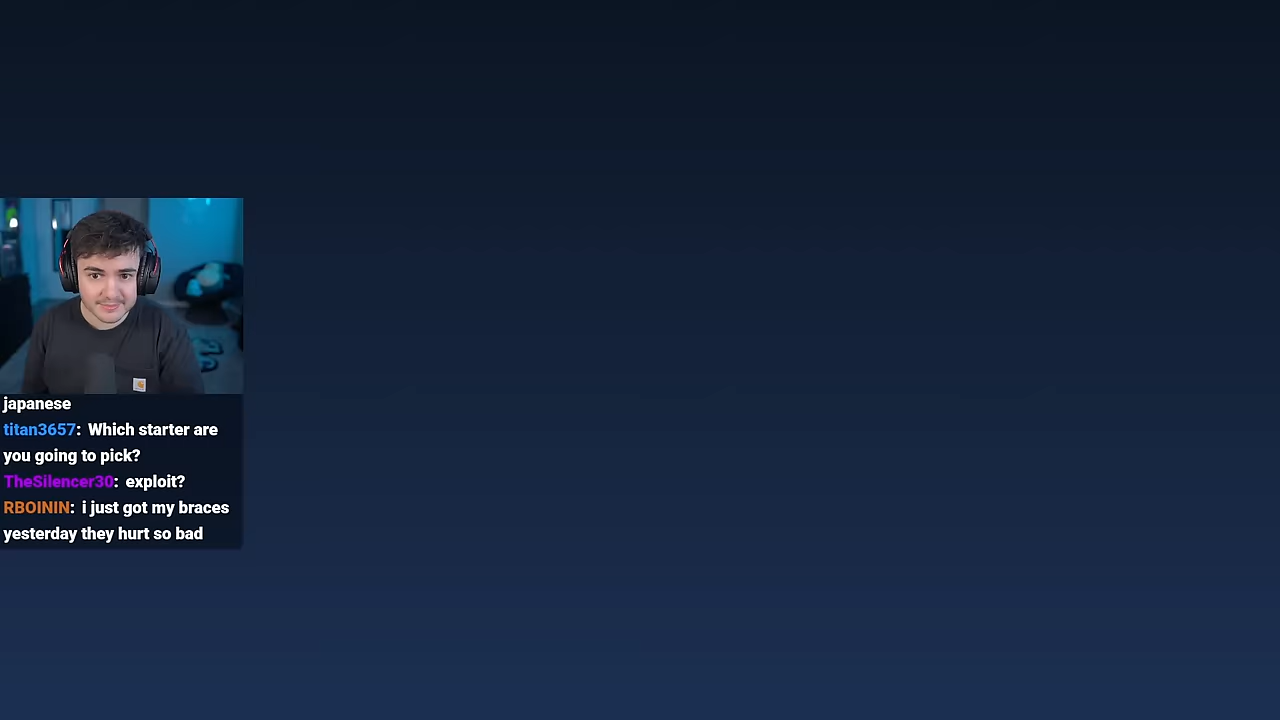 japanese
titan3657: Which starter are
you going to pick?
TheSilencer30: exploit?
RBOININ: i just got my braces
yesterday they hurt so bad